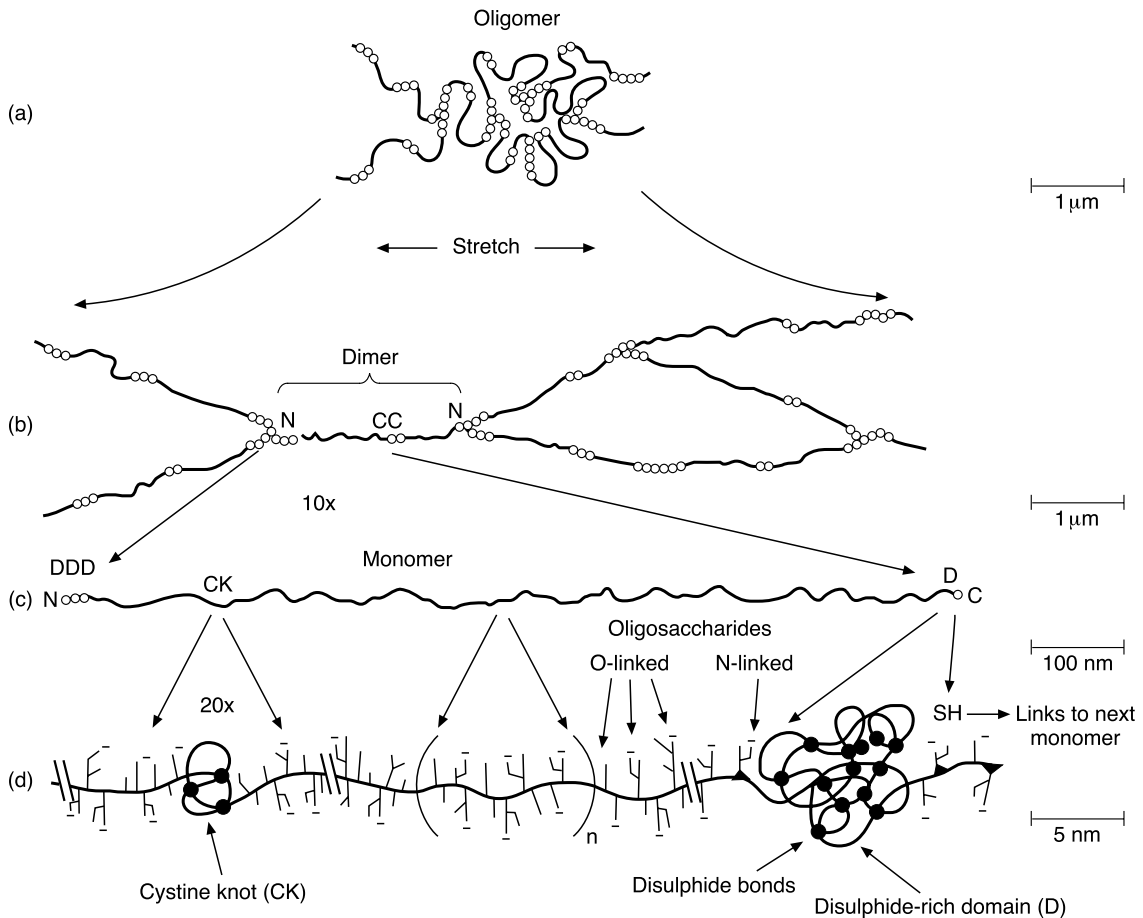 Oligomer
(a)
1 μm
Stretch
Dimer
N
CC
N
(b)
10x
1 μm
DDD
Monomer
CK
D
(c)
N
C
Oligosaccharides
100 nm
O-linked
N-linked
20x
SH
Links to next
monomer
(d)
n
5 nm
Cystine knot (CK)
Disulphide bonds
Disulphide-rich domain (D)